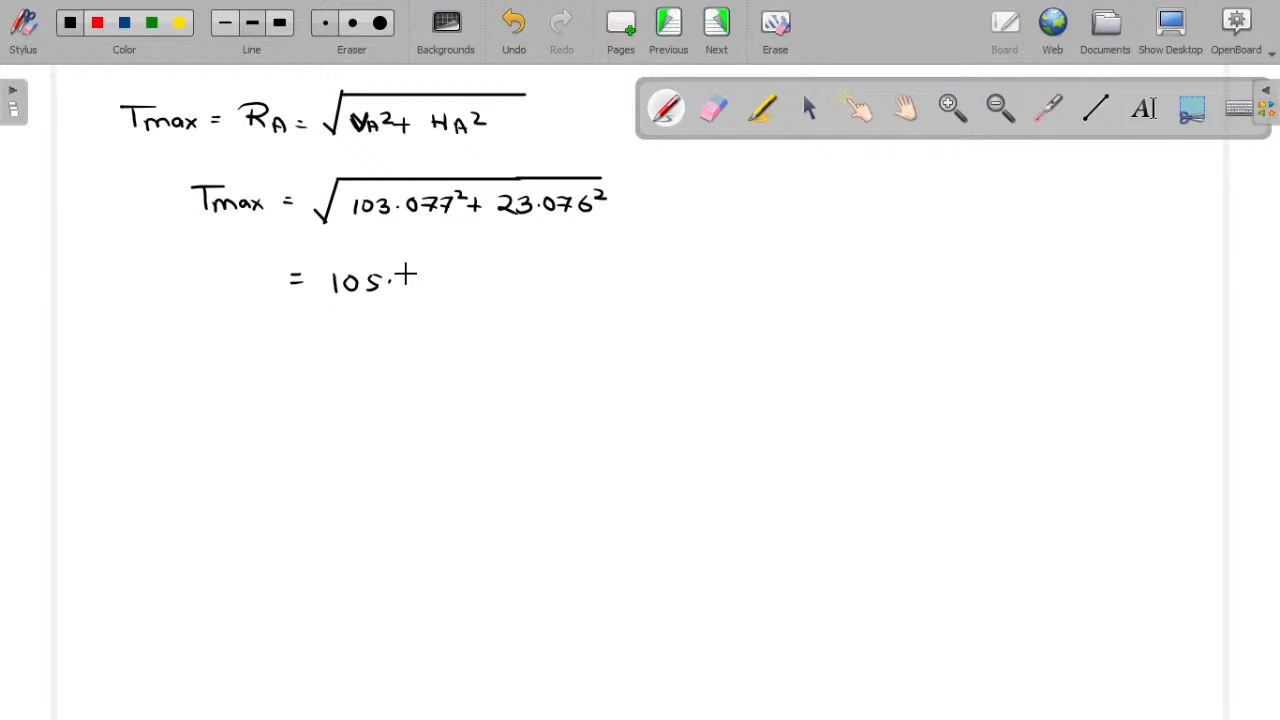 Stylus Color Line Eraser Backgrounds Undo Redo Pages Previous Next Erase Board Web Documents Show Desktop OpenBoard
Tmax = RA = √VA2 + HA2
Tmax = √103.077² + 23.076²
= 105.